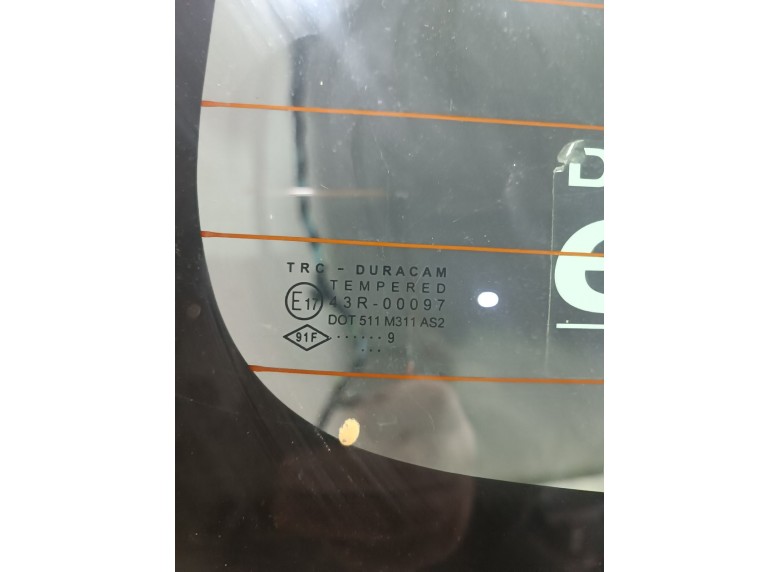 TRC - DURACAM
TEMPERED
E17 43R-00097
DOT 511 M311 AS2
91F ...... 9
...
D
e